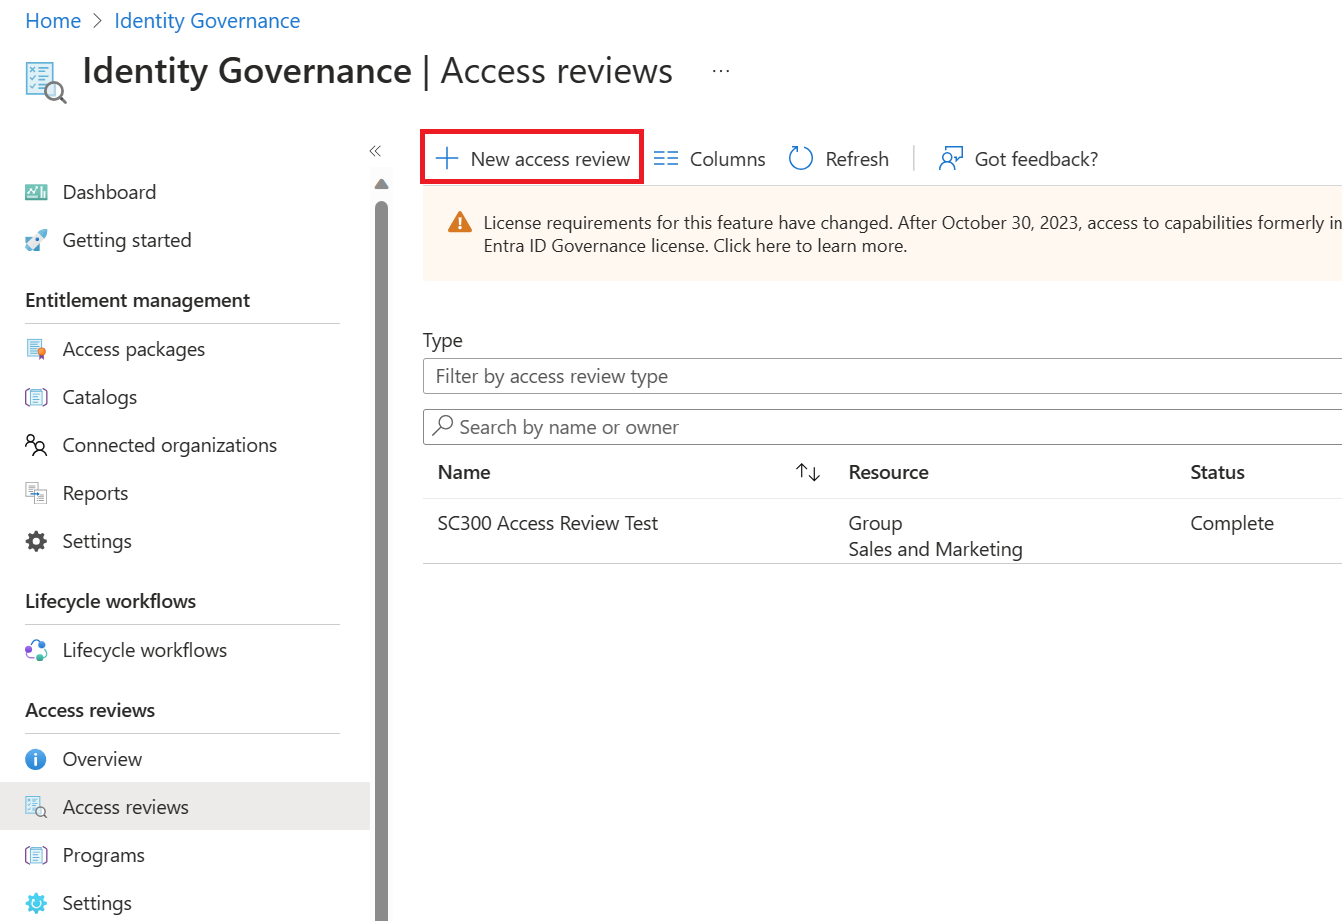 Home > Identity Governance
Identity Governance | Access reviews ...
«
New access review
Columns
Refresh
Got feedback?
License requirements for this feature have changed. After October 30, 2023, access to capabilities formerly in
Entra ID Governance license. Click here to learn more.
Dashboard
Getting started
Entitlement management
Access packages
Catalogs
Connected organizations
Reports
Settings
Lifecycle workflows
Lifecycle workflows
Access reviews
Overview
Access reviews
Programs
Settings
Type
Filter by access review type
Search by name or owner
Name ↑↓ Resource Status
SC300 Access Review Test Group Complete
Sales and Marketing